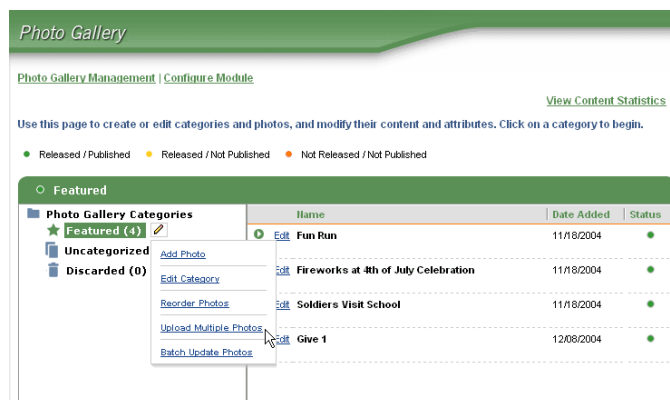 Photo Gallery
Photo Gallery Management | Configure Module
View Content Statistics
Use this page to create or edit categories and photos, and modify their content and attributes. Click on a category to begin.
Released / Published Released / Not Published Not Released / Not Published
Featured
Photo Gallery Categories
Featured (4)
Uncategorized
Discarded (0)
Add Photo
Edit Category
Reorder Photos
Upload Multiple Photos
Batch Update Photos
Name Date Added Status
Edit Fun Run 11/18/2004
Edit Fireworks at 4th of July Celebration 11/18/2004
Edit Soldiers Visit School 11/18/2004
Edit Give 1 12/08/2004